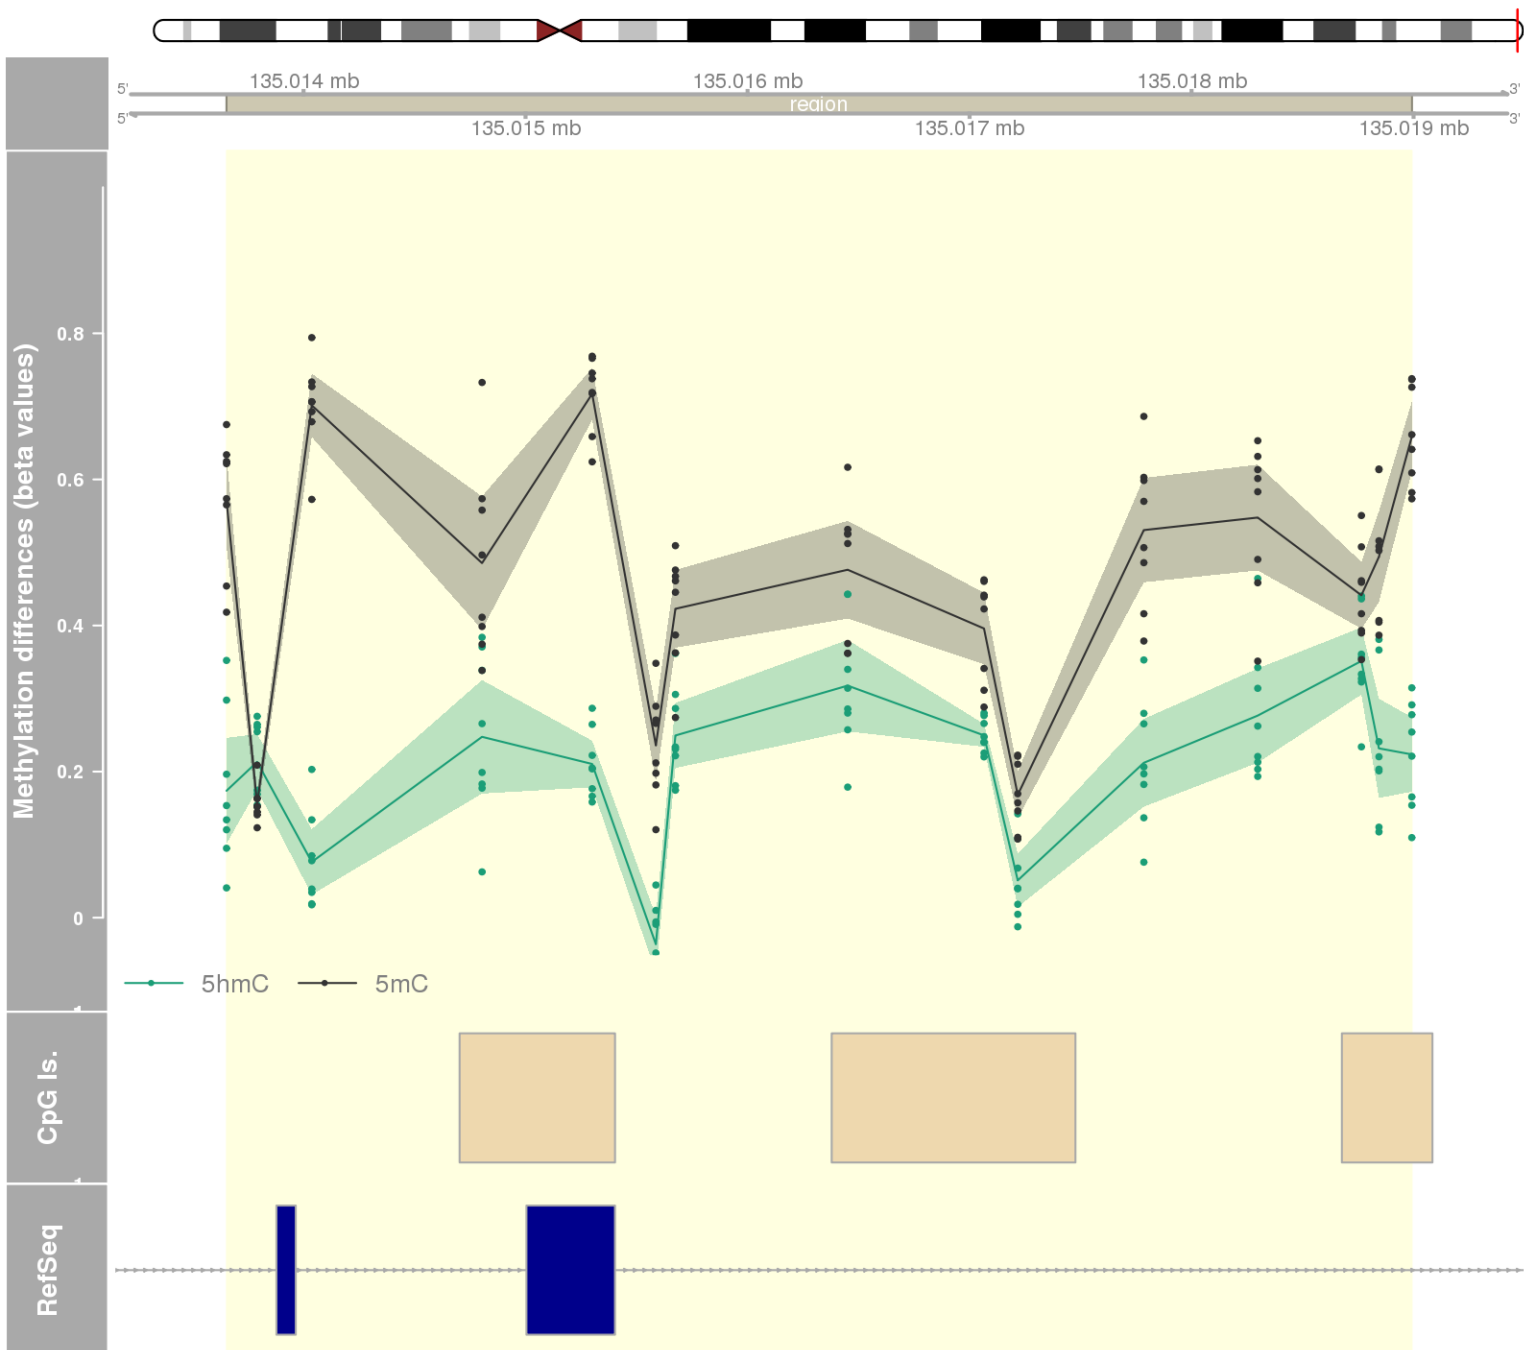 135.014 mb
135.016 mb
135.018 mb
5'
3'
region
5'
3'
135.015 mb
135.017 mb
135.019 mb
Methylation differences (beta values)
0.8
0.6
0.4
0.2
0
5hmC
5mC
CpG Is.
RefSeq